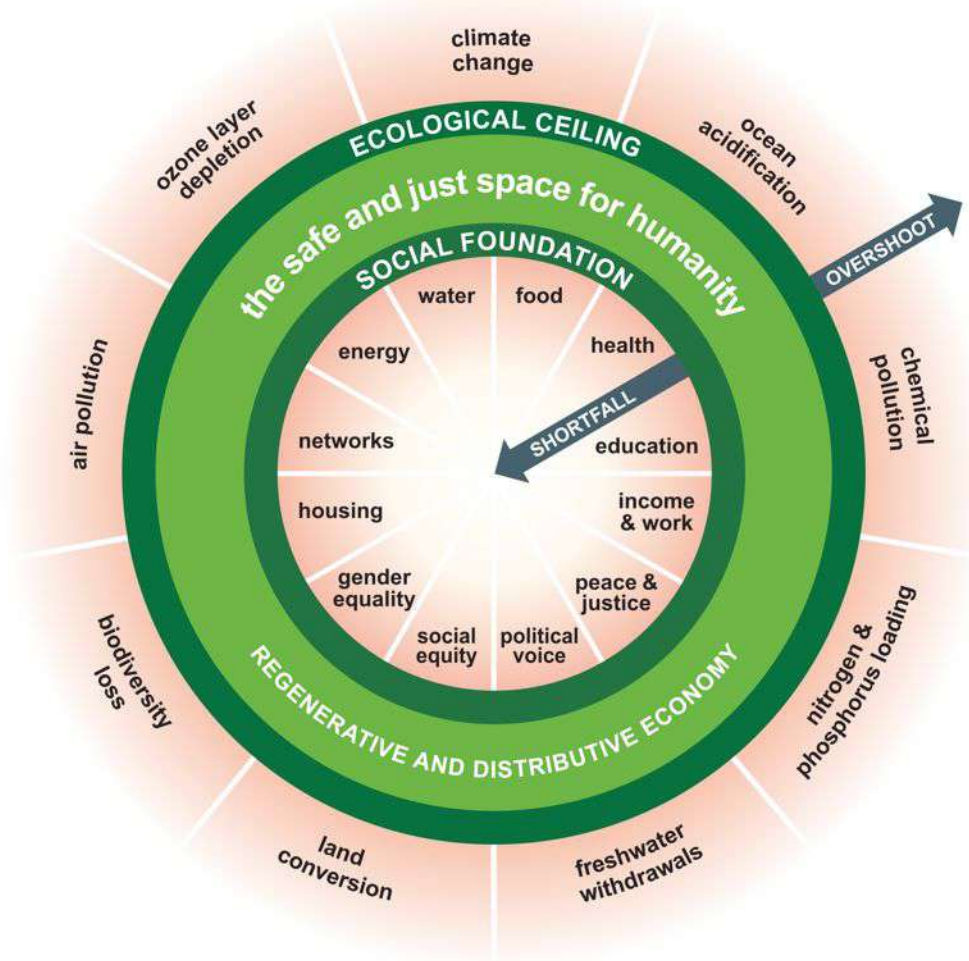 climate
change
ozone layer
depletion
ocean
acidification
ECOLOGICAL CEILING
the safe and just space for humanity
OVERSHOOT
SOCIAL FOUNDATION
water
food
energy
health
SHORTFALL
air pollution
chemical
pollution
networks
education
housing
income
& work
gender
equality
peace &
justice
social
equity
political
voice
biodiversity
loss
nitrogen &
phosphorus loading
REGENERATIVE AND DISTRIBUTIVE ECONOMY
land
conversion
freshwater
withdrawals